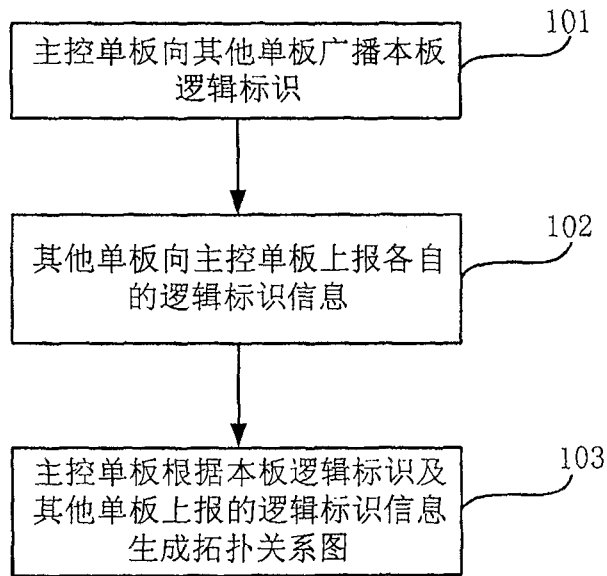 101
主控单板向其他单板广播本板
逻辑标识
102
其他单板向主控单板上报各自
的逻辑标识信息
103
主控单板根据本板逻辑标识及
其他单板上报的逻辑标识信息
生成拓扑关系图